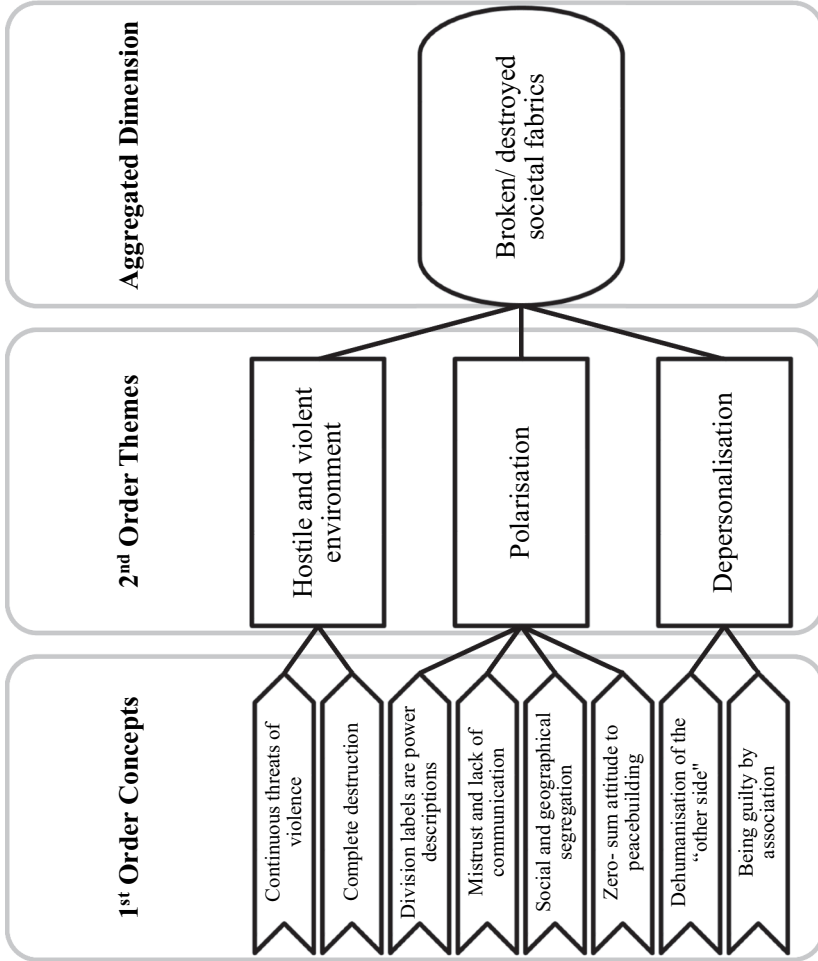 1st Order Concepts
Continuous threats of
violence
Complete destruction
Division labels are power
descriptions
Mistrust and lack of
communication
Social and geographical
segregation
Zero- sum attitude to
peacebuilding
Dehumanisation of the
“other side"
Being guilty by
association
2nd Order Themes
Hostile and violent
environment
Polarisation
Depersonalisation
Aggregated Dimension
Broken/ destroyed
societal fabrics